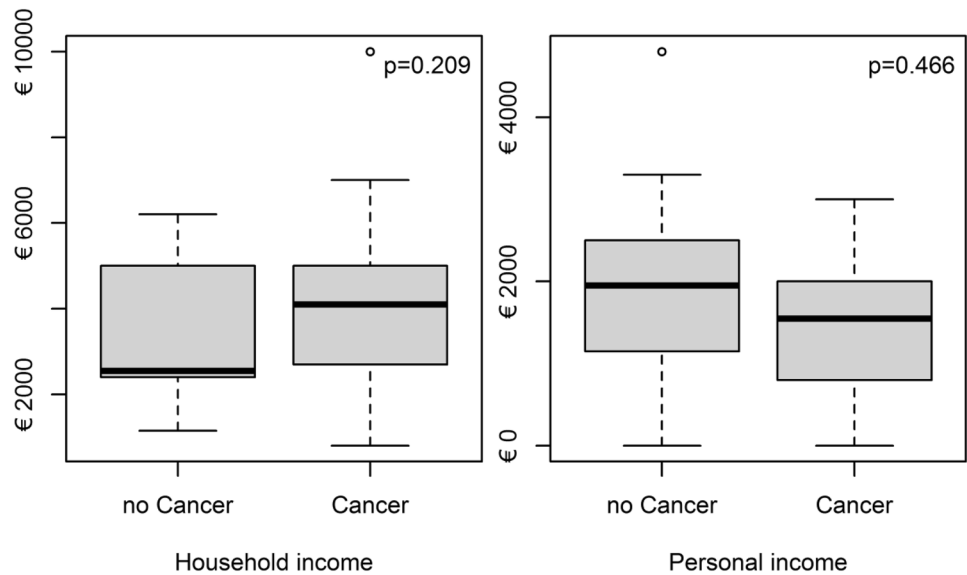 € 10000
€ 6000
€ 2000
p=0.209
no Cancer
Cancer
Household income
€ 4000
€ 2000
€ 0
p=0.466
no Cancer
Cancer
Personal income